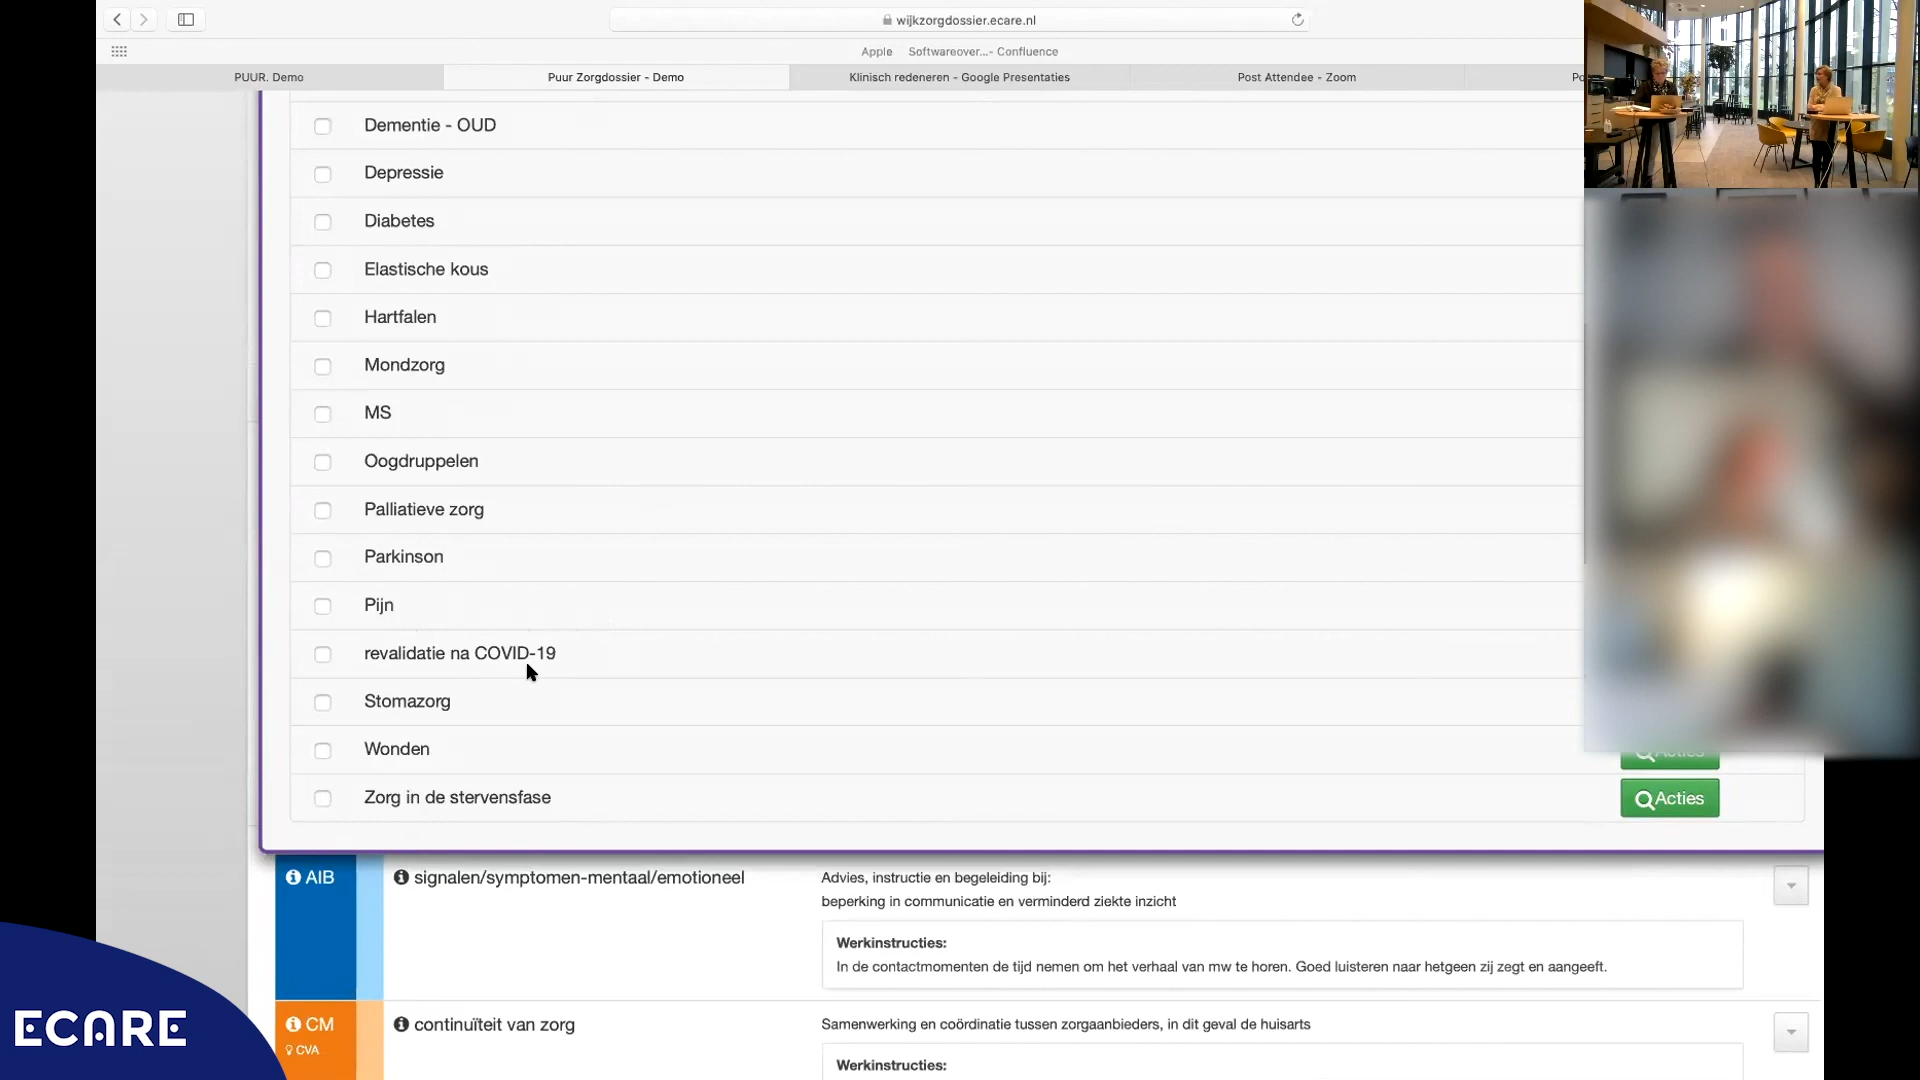 wijkzorgdossier.ecare.nl
Apple Softwareover...- Confluence
PUUR. Demo
Puur Zorgdossier - Demo
Klinisch redeneren - Google Presentaties
Post Attendee - Zoom
Dementie - OUD
Depressie
Diabetes
Elastische kous
Hartfalen
Mondzorg
MS
Oogdruppelen
Palliatieve zorg
Parkinson
Pijn
revalidatie na COVID-19
Stomazorg
Wonden
Acties
Zorg in de stervensfase
Acties
AIB
signalen/symptomen-mentaal/emotioneel
Advies, instructie en begeleiding bij:
beperking in communicatie en verminderd ziekte inzicht
Werkinstructies:
In de contactmomenten de tijd nemen om het verhaal van mw te horen. Goed luisteren naar hetgeen zij zegt en aangeeft.
CM
CVA
continuïteit van zorg
Samenwerking en coördinatie tussen zorgaanbieders, in dit geval de huisarts
Werkinstructies:
ECARE